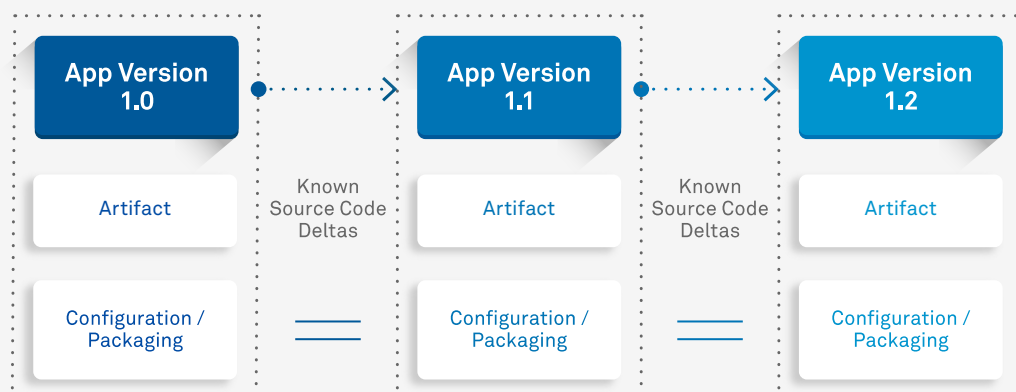 App Version
1.0
App Version
1.1
App Version
1.2
Artifact
Known
Source Code
Deltas
Artifact
Known
Source Code
Deltas
Artifact
Configuration /
Packaging
Configuration /
Packaging
Configuration /
Packaging